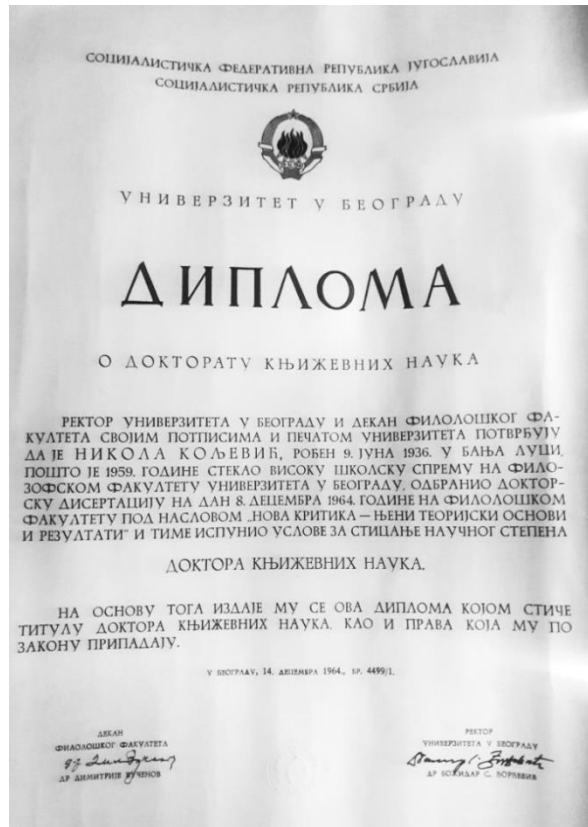 СОЦИЈАЛИСТИЧКА ФЕДЕРАТИВНА РЕПУБЛИКА ЈУГОСЛАВИЈА
СОЦИЈАЛИСТИЧКА РЕПУБЛИКА СРБИЈА
УНИВЕРЗИТЕТ У БЕОГРАДУ
ДИПЛОМА
О ДОКТОРАТУ КЊИЖЕВНИХ НАУКА
РЕКТОР УНИВЕРЗИТЕТА У БЕОГРАДУ И ДЕКАН ФИЛОЛОШКОГ ФА-
КУЛТЕТА СВОЈИМ ПОТПИСИМА И ПЕЧАТОМ УНИВЕРЗИТЕТА ПОТВРЂУЈУ
ДА ЈЕ НИКОЛА КОЉЕВИЋ, РОЂЕН 9. ЈУНА 1936. У БАЊА ЛУЦИ,
ПОШТО ЈЕ 1959. ГОДИНЕ СТЕКАО ВИСОКУ ШКОЛСКУ СПРЕМУ НА ФИЛО-
ЗОФСКОМ ФАКУЛТЕТУ УНИВЕРЗИТЕТА У БЕОГРАДУ, ОДБРАНИО ДОКТОР-
СКУ ДИСЕРТАЦИЈУ НА ДАН 8. ДЕЦЕМБРА 1964. ГОДИНЕ НА ФИЛОЛОШКОМ
ФАКУЛТЕТУ ПОД НАСЛОВОМ „НОВА КРИТИКА — ЊЕНИ ТЕОРИЈСКИ ОСНОВИ
И РЕЗУЛТАТИ" И ТИМЕ ИСПУНИО УСЛОВЕ ЗА СТИЦАЊЕ НАУЧНОГ СТЕПЕНА
ДОКТОРА КЊИЖЕВНИХ НАУКА.
НА ОСНОВУ ТОГА ИЗДАЈЕ МУ СЕ ОВА ДИПЛОМА КОЈОМ СТИЧЕ
ТИТУЛУ ДОКТОРА КЊИЖЕВНИХ НАУКА, КАО И ПРАВА КОЈА МУ ПО
ЗАКОНУ ПРИПАДАЈУ.
У БЕОГРАДУ, 14. ДЕЦЕМБРА 1964., БР. 4499/1.
ДЕКАН
ФИЛОЛОШКОГ ФАКУЛТЕТА
ДР ДИМИТРИЈЕ ВУЧЕНОВ
РЕКТОР
УНИВЕРЗИТЕТА У БЕОГРАДУ
ДР БОЖИДАР С. ЂОРЂЕВИЋ